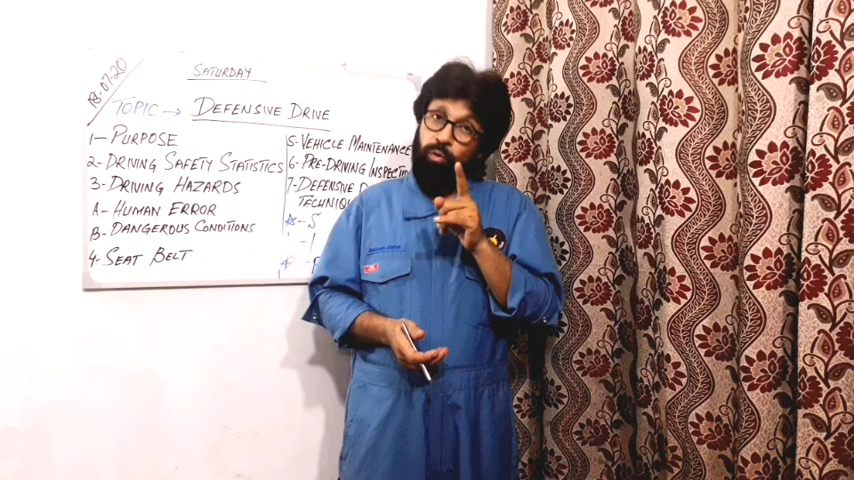 18-07-20
SATURDAY
TOPIC → DEFENSIVE DRIVE
1- PURPOSE
2- DRIVING SAFETY STATISTICS
3- DRIVING HAZARDS
A- HUMAN ERROR
B- DANGEROUS CONDITIONS
4- SEAT BELT
5- VEHICLE MAINTENANCE
6- PRE-DRIVING INSPECTI
7- DEFENSIVE D
TECHNIQU
- S